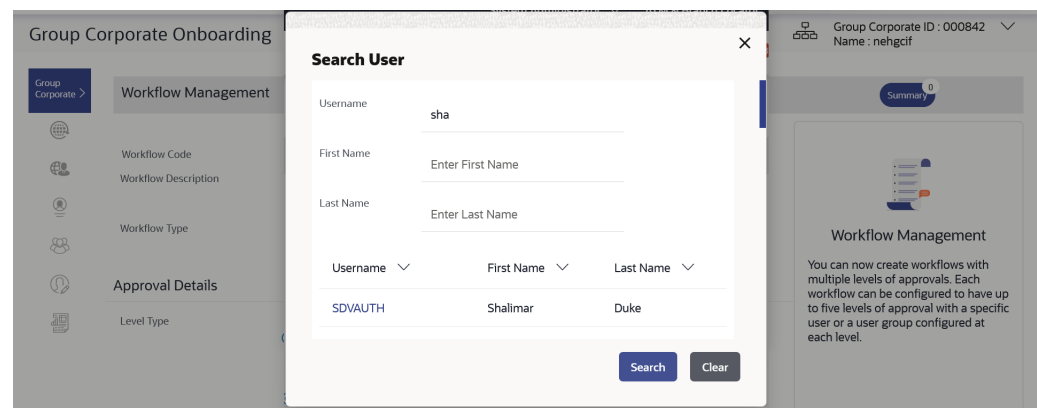 Group Corporate Onboarding
Group Corporate ID : 000842
Name : nehgcif
Group
Corporate >
Workflow Management
Summary
0
Workflow Code
Workflow Description
Workflow Type
Approval Details
Level Type
Search User
Username
sha
First Name
Enter First Name
Last Name
Enter Last Name
Username First Name Last Name
SDVAUTH Shalimar Duke
Search Clear
Workflow Management
You can now create workflows with
multiple levels of approvals. Each
workflow can be configured to have up
to five levels of approval with a specific
user or a user group configured at
each level.